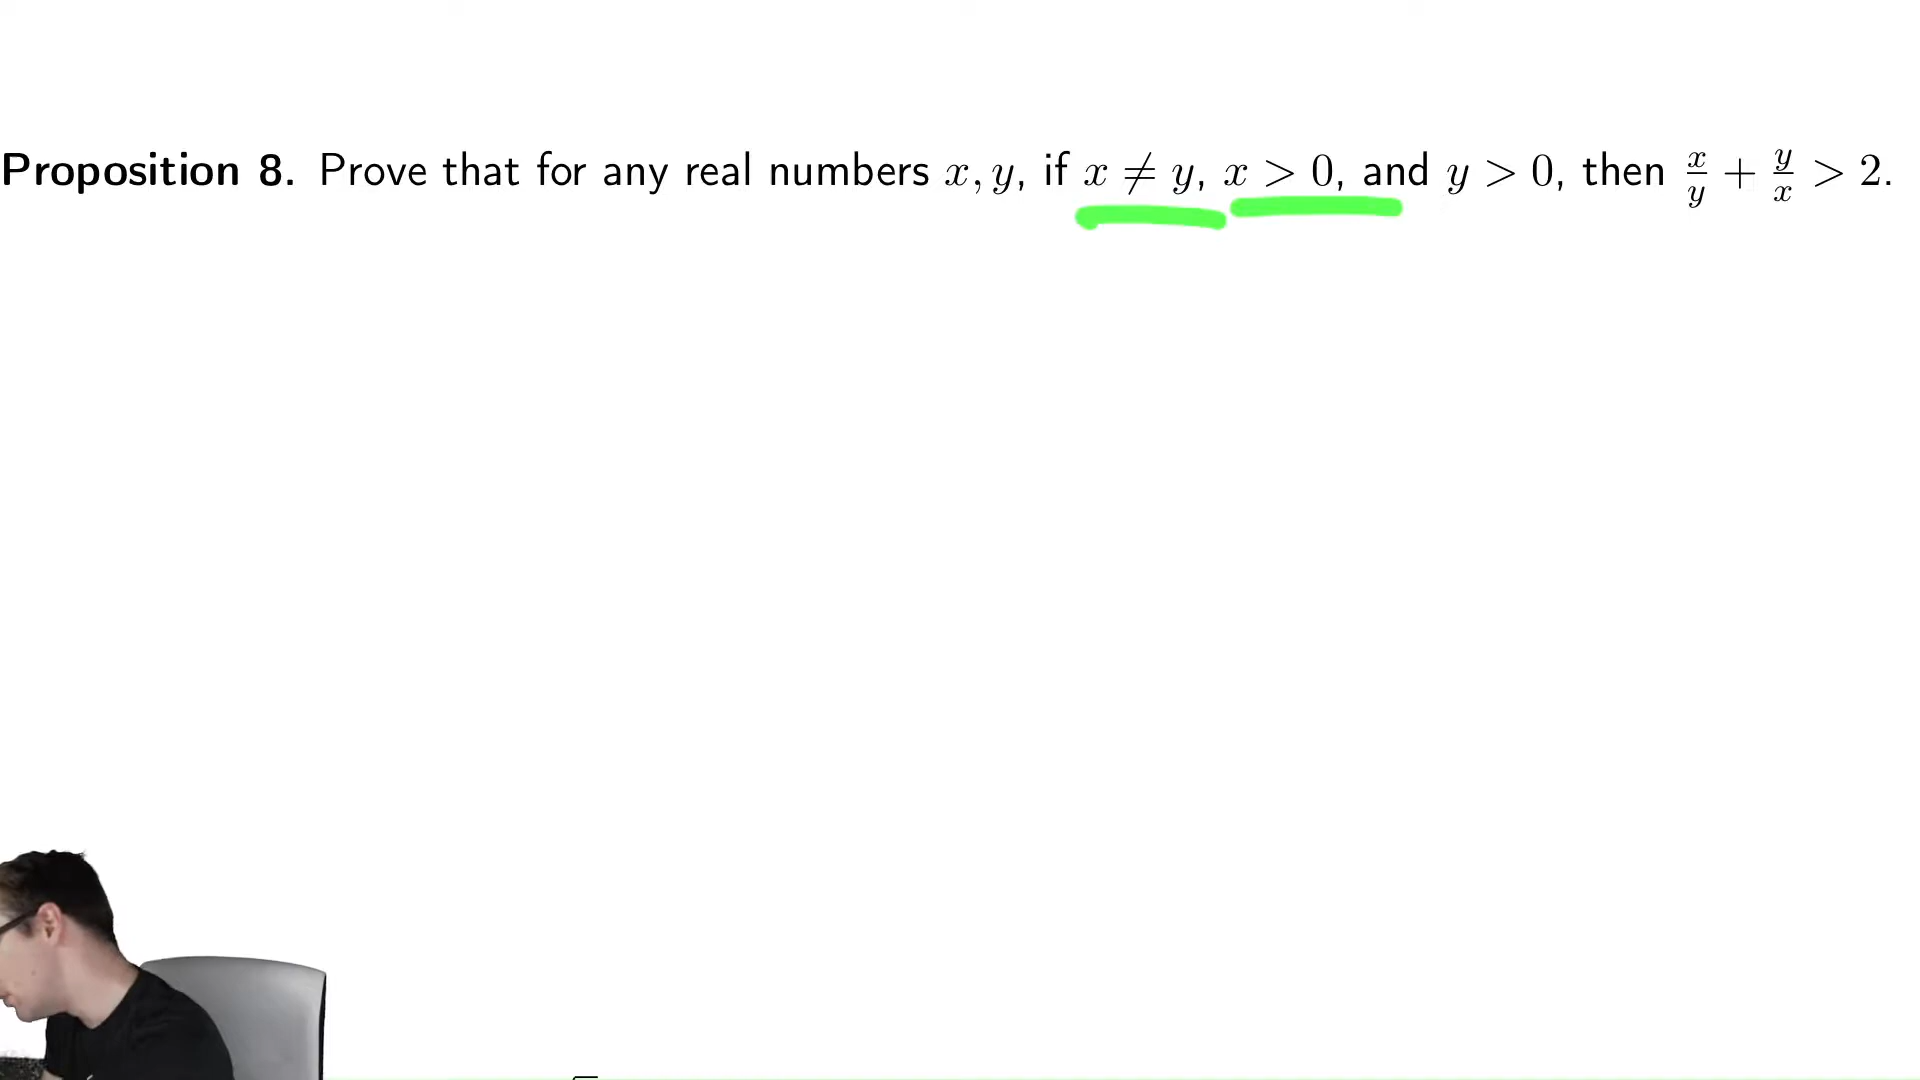 Proposition 8. Prove that for any real numbers x, y, if x ≠ y, x > 0, and y > 0, then x/y + y/x > 2.